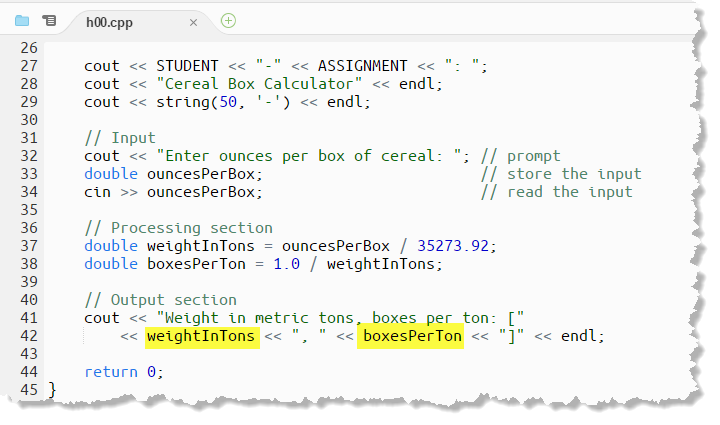 h00.cpp ×
26
27 cout << STUDENT << "-" << ASSIGNMENT << ": ";
28 cout << "Cereal Box Calculator" << endl;
29 cout << string(50, '-') << endl;
30
31 // Input
32 cout << "Enter ounces per box of cereal: "; // prompt
33 double ouncesPerBox; // store the input
34 cin >> ouncesPerBox; // read the input
35
36 // Processing section
37 double weightInTons = ouncesPerBox / 35273.92;
38 double boxesPerTon = 1.0 / weightInTons;
39
40 // Output section
41 cout << "Weight in metric tons, boxes per ton: ["
42 << weightInTons << ", " << boxesPerTon << "]" << endl;
43
44 return 0;
45 }